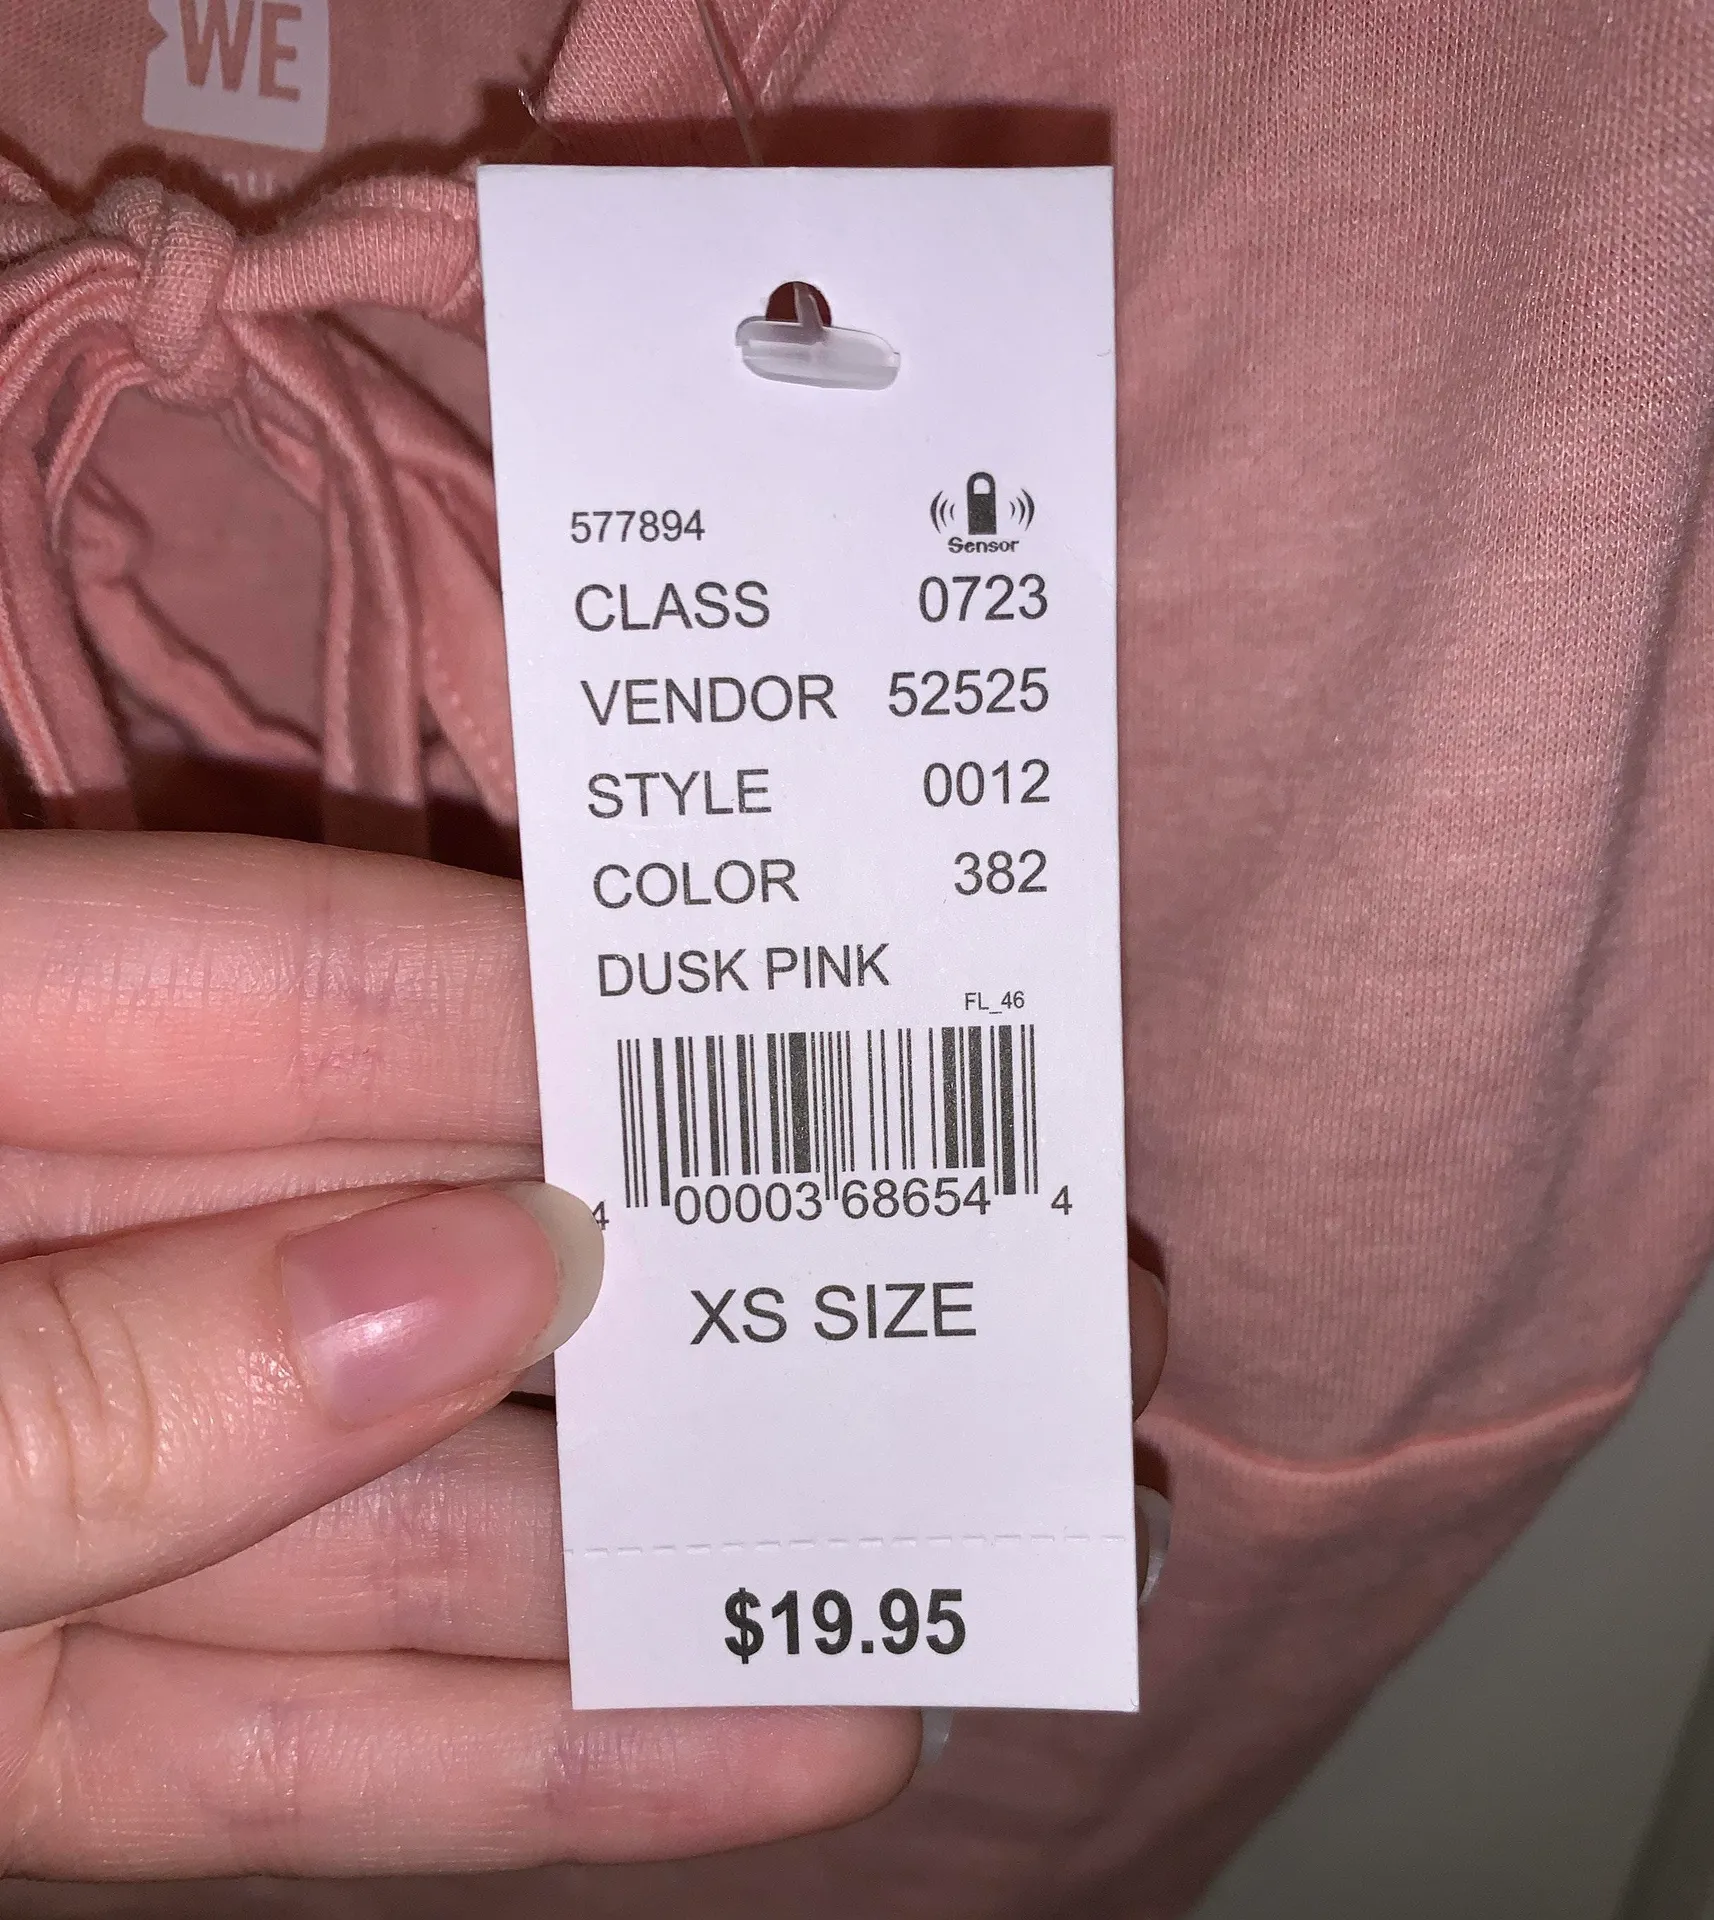 WE
577894
Sensor
CLASS 0723
VENDOR 52525
STYLE 0012
COLOR 382
DUSK PINK
FL_46
4 00003 68654 4
XS SIZE
$19.95